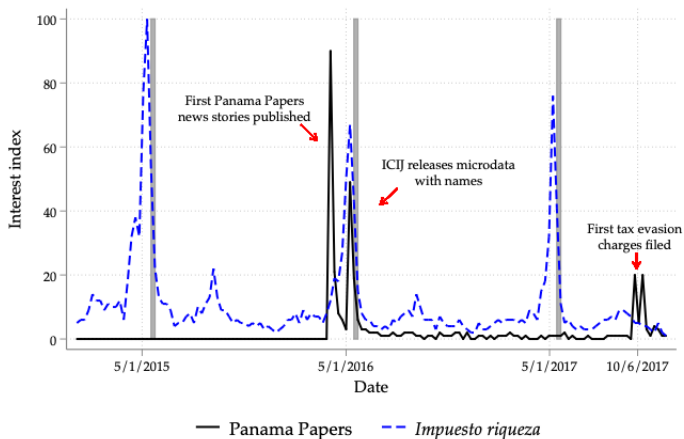 Interest index
100
80
60
40
20
0
First Panama Papers
news stories published
ICIJ releases microdata
with names
First tax evasion
charges filed
5/1/2015
5/1/2016
5/1/2017
10/6/2017
Date
Panama Papers
Impuesto riqueza